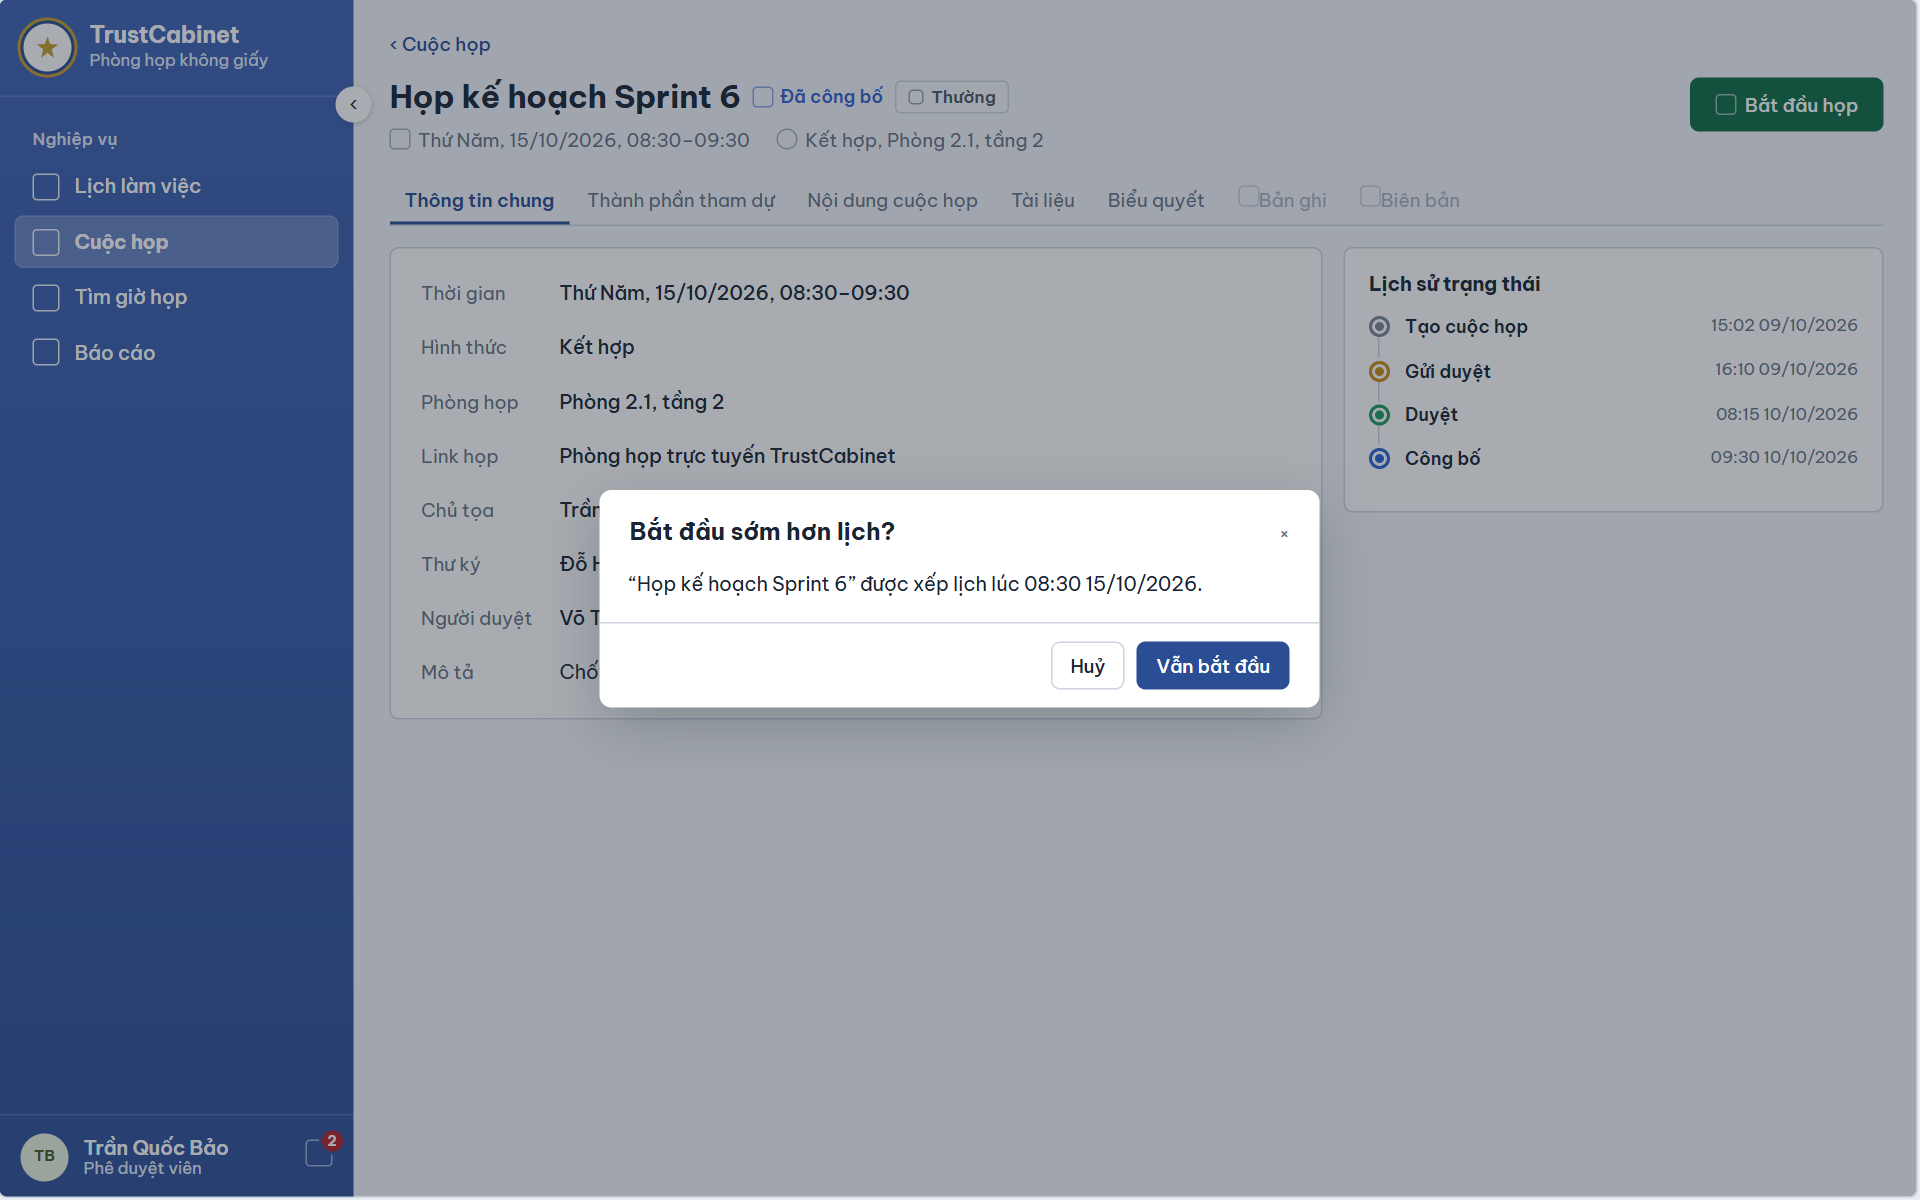 TrustCabinet
Phòng họp không giấy
Nghiệp vụ
Lịch làm việc
Cuộc họp
Tìm giờ họp
Báo cáo
TB
Trần Quốc Bảo
Phê duyệt viên
2
‹ Cuộc họp
Họp kế hoạch Sprint 6
Đã công bố
Thường
Bắt đầu họp
Thứ Năm, 15/10/2026, 08:30–09:30
Kết hợp, Phòng 2.1, tầng 2
Thông tin chung
Thành phần tham dự
Nội dung cuộc họp
Tài liệu
Biểu quyết
Bản ghi
Biên bản
Thời gian
Thứ Năm, 15/10/2026, 08:30–09:30
Hình thức
Kết hợp
Phòng họp
Phòng 2.1, tầng 2
Link họp
Phòng họp trực tuyến TrustCabinet
Chủ tọa
Trần
Thư ký
Đỗ H
Người duyệt
Võ T
Mô tả
Chố
Lịch sử trạng thái
Tạo cuộc họp
15:02 09/10/2026
Gửi duyệt
16:10 09/10/2026
Duyệt
08:15 10/10/2026
Công bố
09:30 10/10/2026
Bắt đầu sớm hơn lịch?
×
“Họp kế hoạch Sprint 6” được xếp lịch lúc 08:30 15/10/2026.
Huỷ
Vẫn bắt đầu